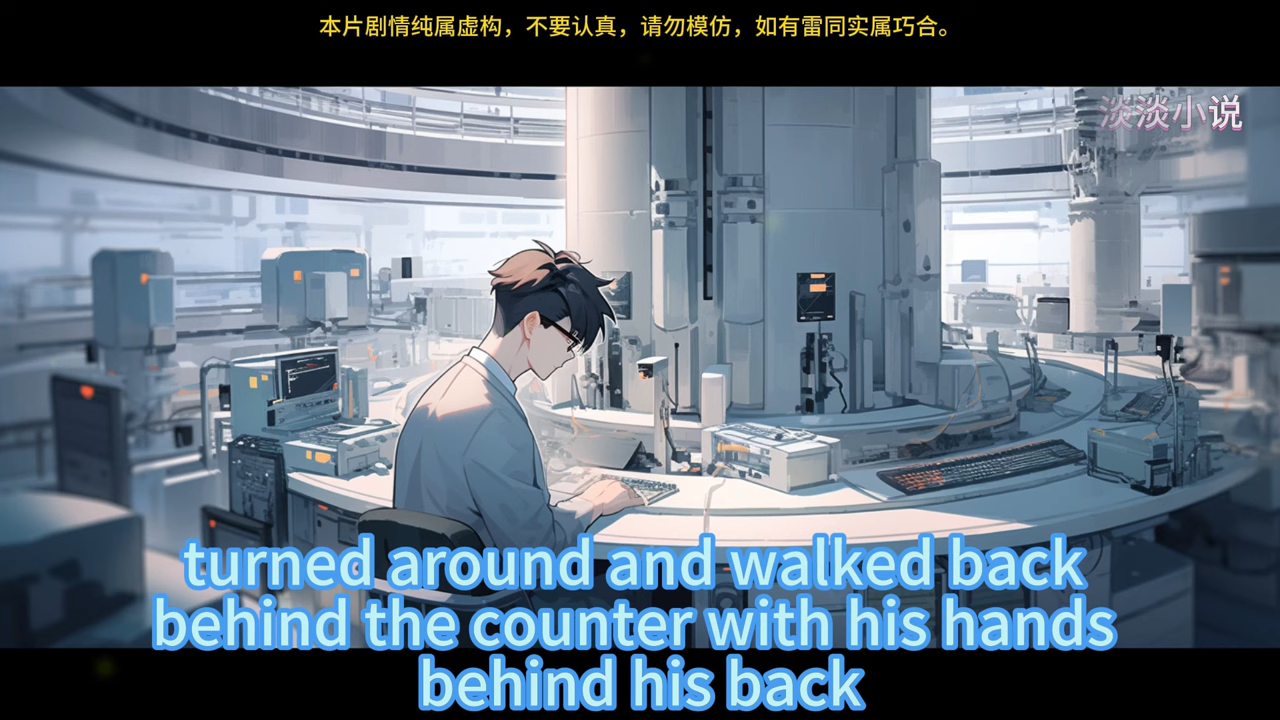 本片剧情纯属虚构，不要认真，请勿模仿，如有雷同实属巧合。
淡淡小说
turned around and walked back
behind the counter with his hands
behind his back